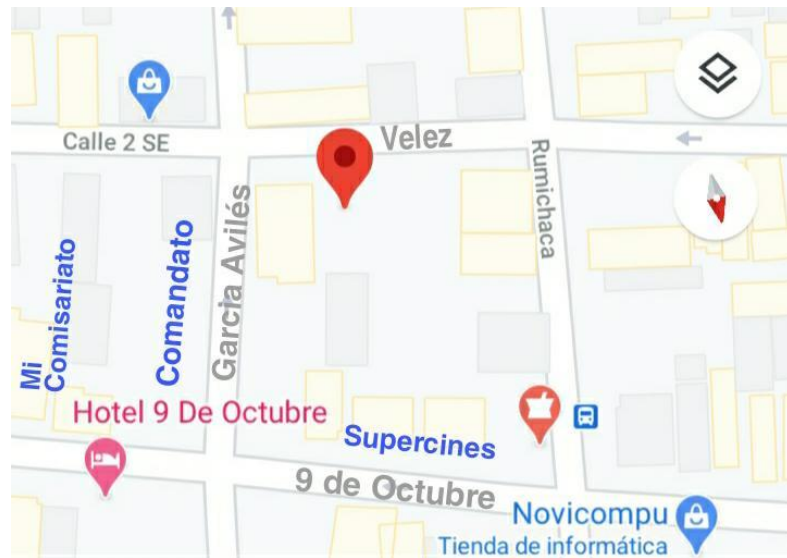 Velez
Calle 2 SE
Rumichaca
Garcia Avilés
Comandato
Mi
Comisariato
Hotel 9 De Octubre
Supercines
9 de Octubre
Novicompu
Tienda de informática